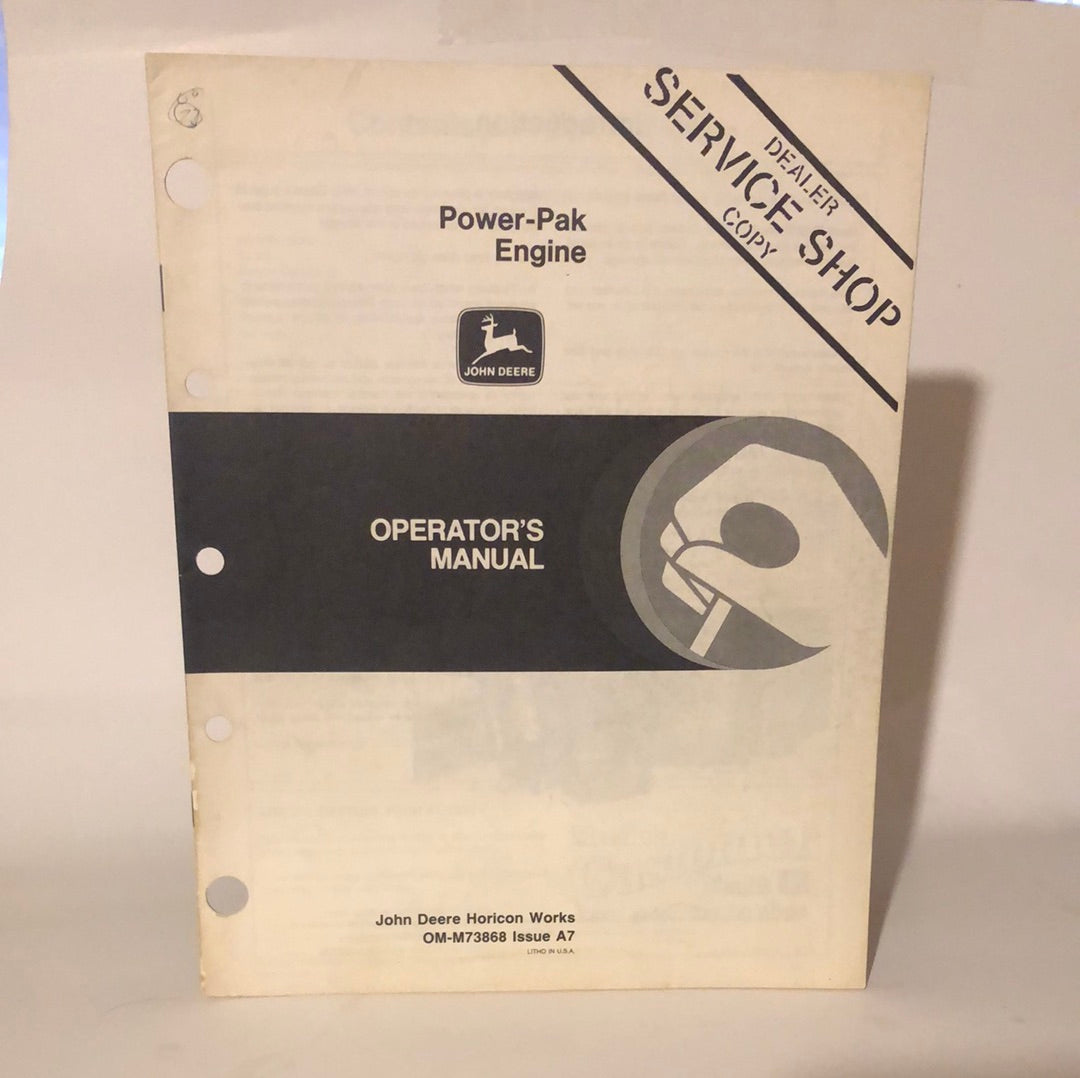 DEALER
SERVICE SHOP
COPY
Power-Pak
Engine
JOHN DEERE
OPERATOR'S
MANUAL
John Deere Horicon Works
OM-M73868 Issue A7
LITHO IN U.S.A.